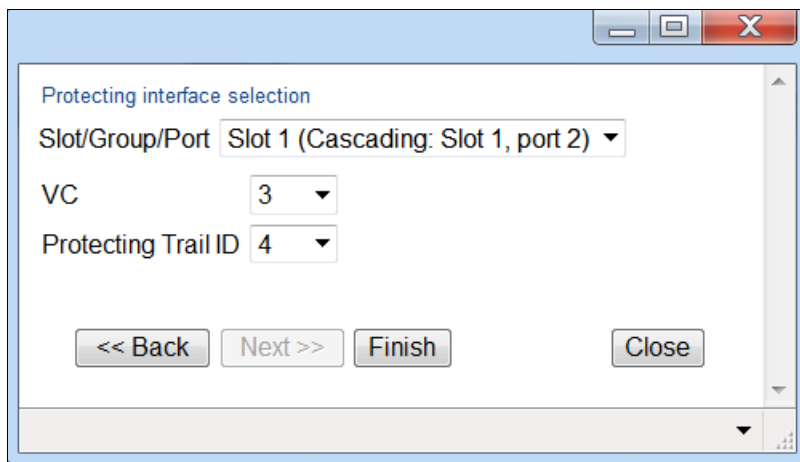 Protecting interface selection
Slot/Group/Port Slot 1 (Cascading: Slot 1, port 2)
VC 3
Protecting Trail ID 4
<< Back Next >> Finish Close